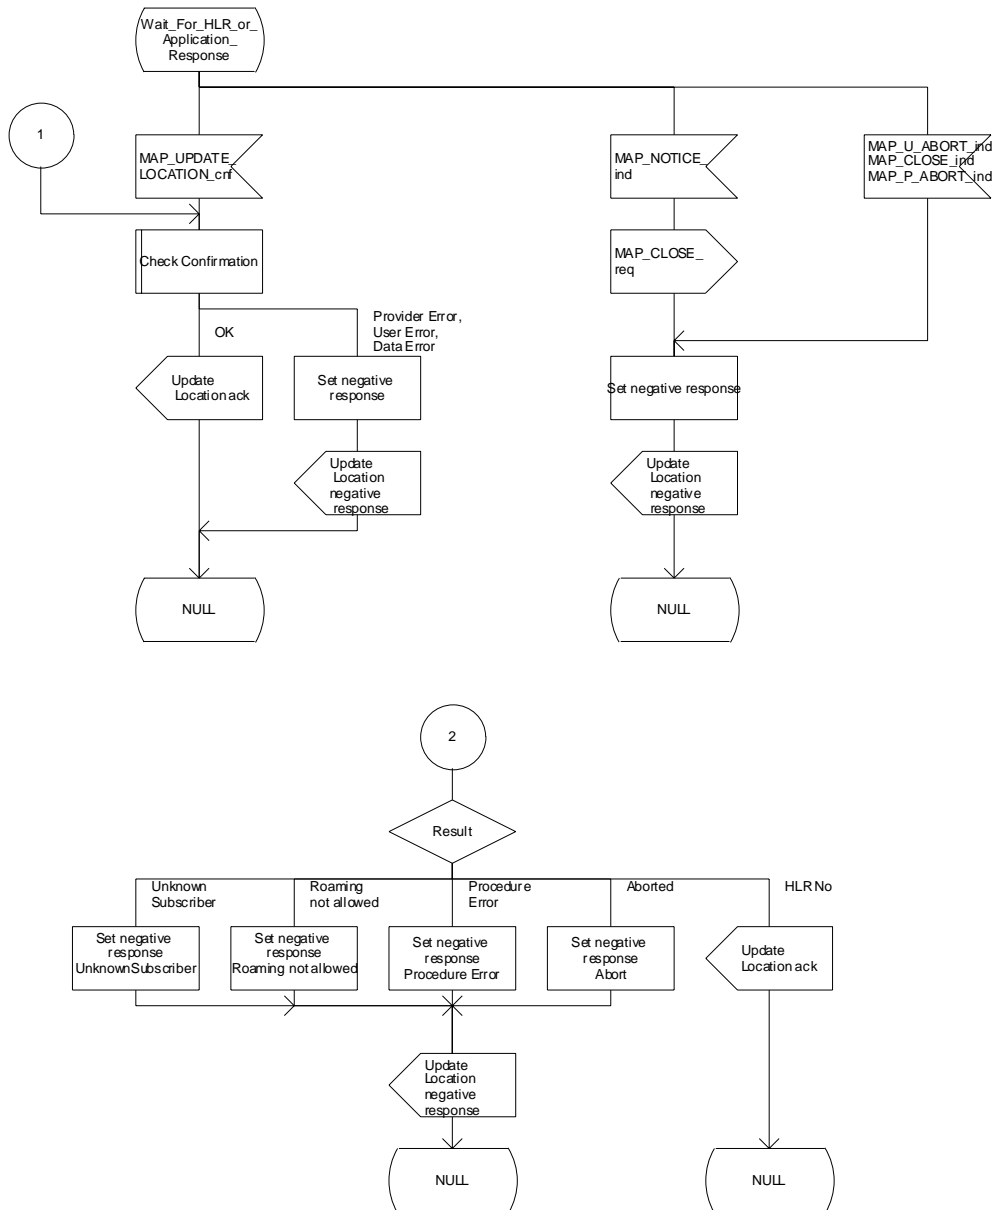 Wait_For_HLR_or_
Application_
Response
1
MAP_UPDATE_
LOCATION_cnf
MAP_NOTICE_
ind
MAP_U_ABORT_ind
MAP_CLOSE_ind
MAP_P_ABORT_ind
Check Confirmation
MAP_CLOSE_
req
OK
Provider Error,
User Error,
Data Error
Update
Location ack
Set negative
response
Set negative response
Update
Location
negative
response
Update
Location
negative
response
NULL
NULL
2
Result
Unknown
Subscriber
Roaming
not allowed
Procedure
Error
Aborted
HLR No
Set negative
response
UnknownSubscriber
Set negative
response
Roaming not allowed
Set negative
response
Procedure Error
Set negative
response
Abort
Update
Location ack
Update
Location
negative
response
NULL
NULL